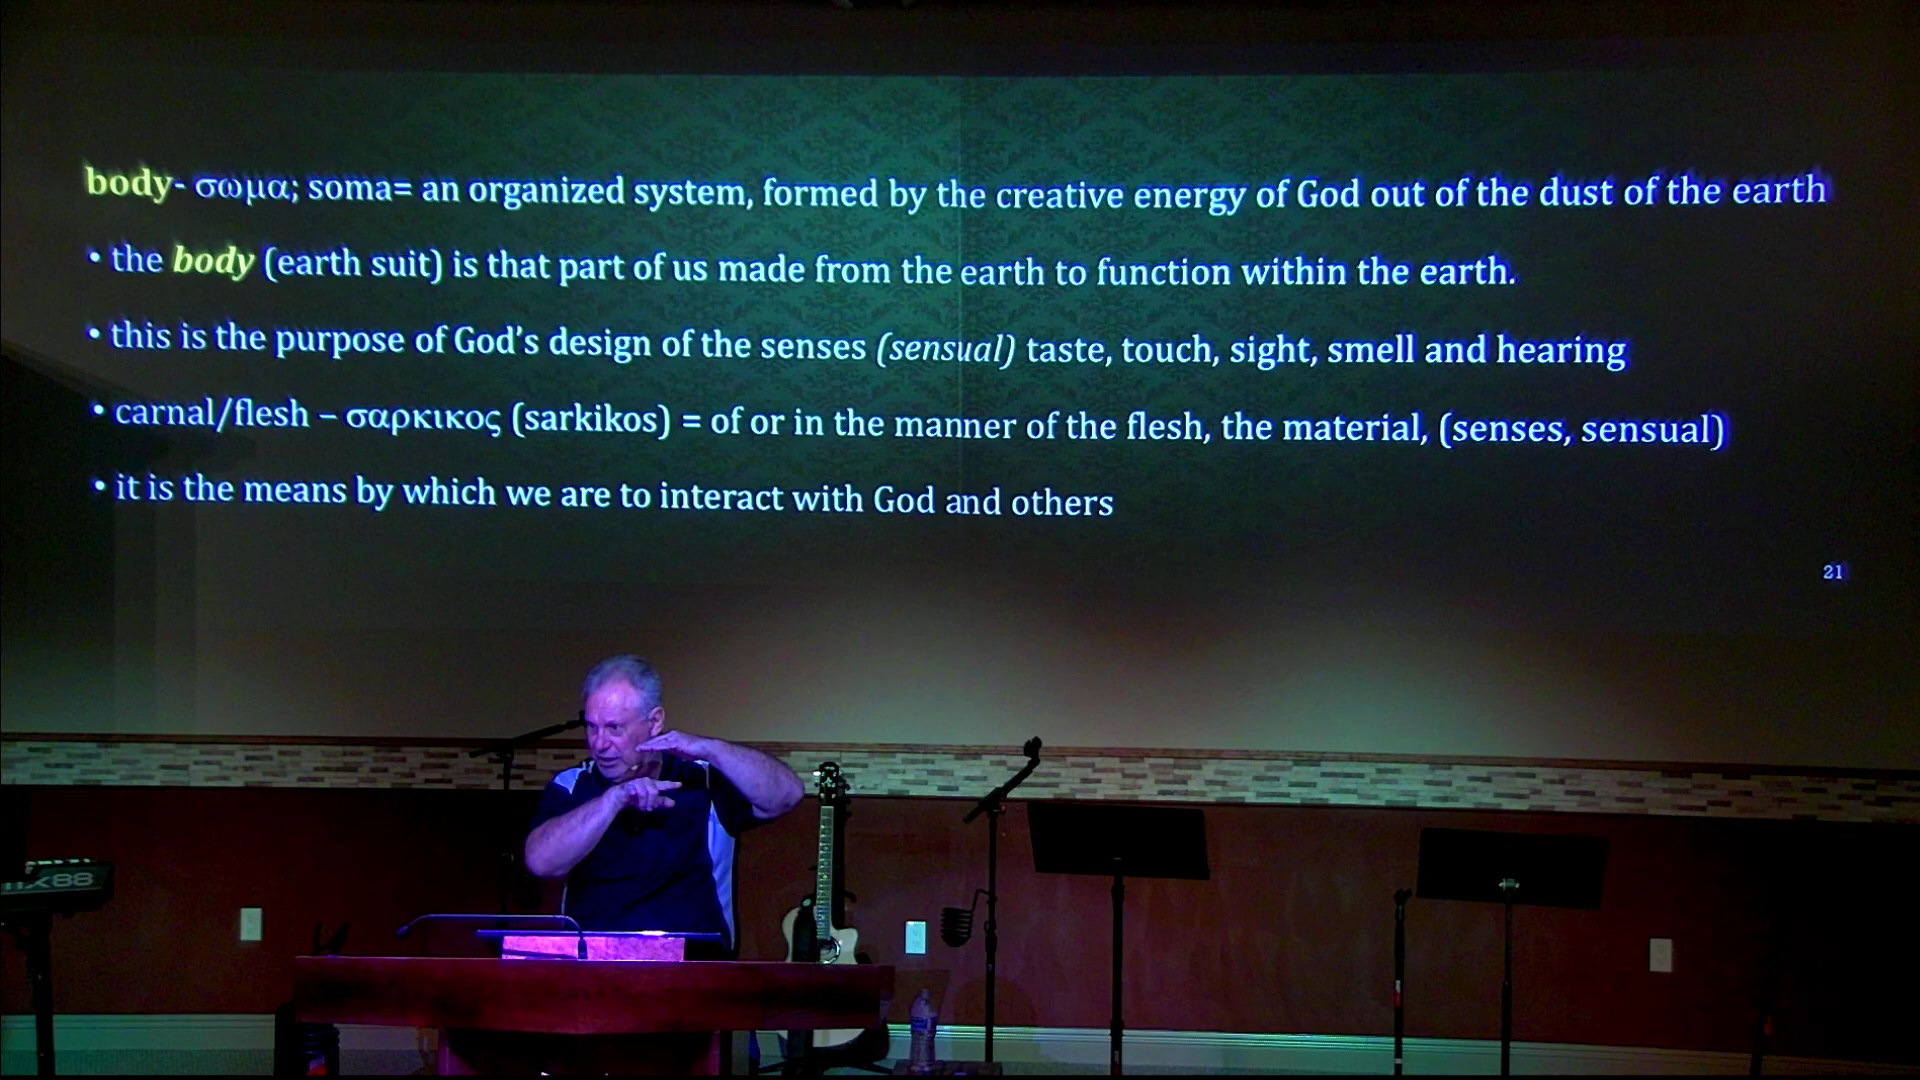 body- σωμα; soma= an organized system, formed by the creative energy of God out of the dust of the earth
• the body (earth suit) is that part of us made from the earth to function within the earth.
• this is the purpose of God’s design of the senses (sensual) taste, touch, sight, smell and hearing
• carnal/flesh – σαρκικος (sarkikos) = of or in the manner of the flesh, the material, (senses, sensual)
• it is the means by which we are to interact with God and others
21